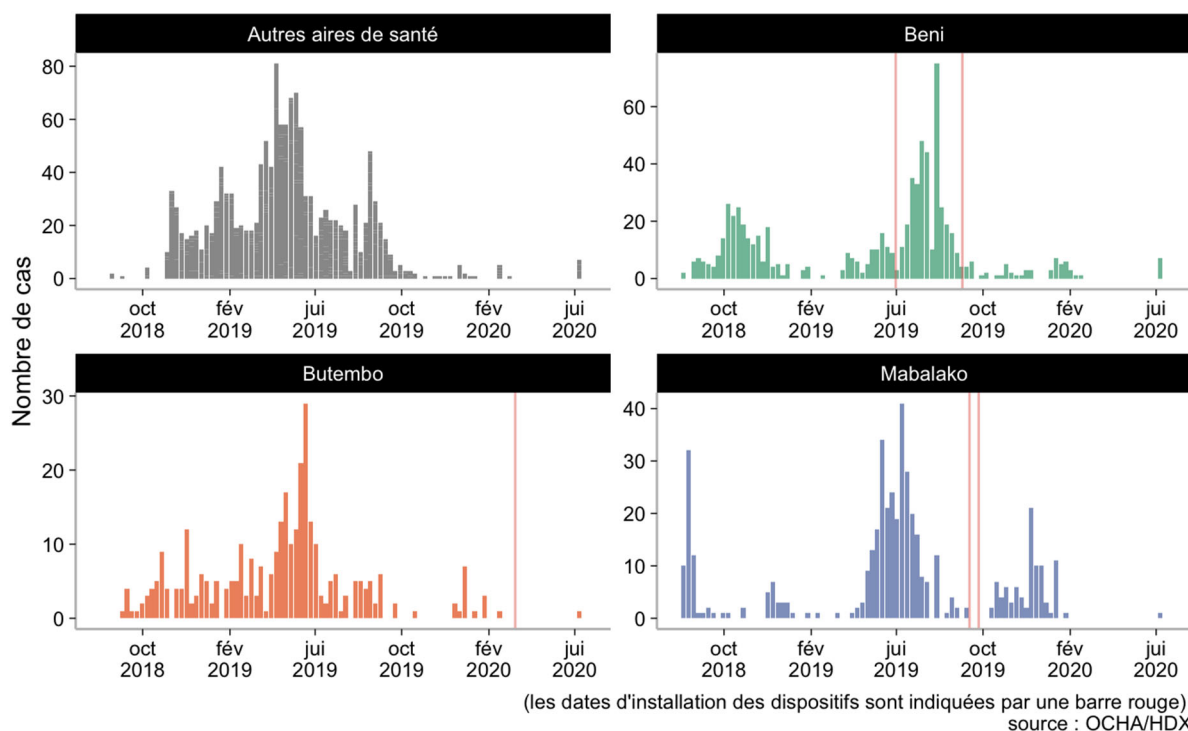 Autres aires de santé
Beni
Nombre de cas
80
60
40
20
0
oct
2018
fév
2019
jui
2019
oct
2019
fév
2020
jui
2020
60
40
20
0
oct
2018
fév
2019
jui
2019
oct
2019
fév
2020
jui
2020
Butembo
Mabalako
30
20
10
0
oct
2018
fév
2019
jui
2019
oct
2019
fév
2020
jui
2020
40
30
20
10
0
oct
2018
fév
2019
jui
2019
oct
2019
fév
2020
jui
2020
(les dates d'installation des dispositifs sont indiquées par une barre rouge)
source : OCHA/HDX